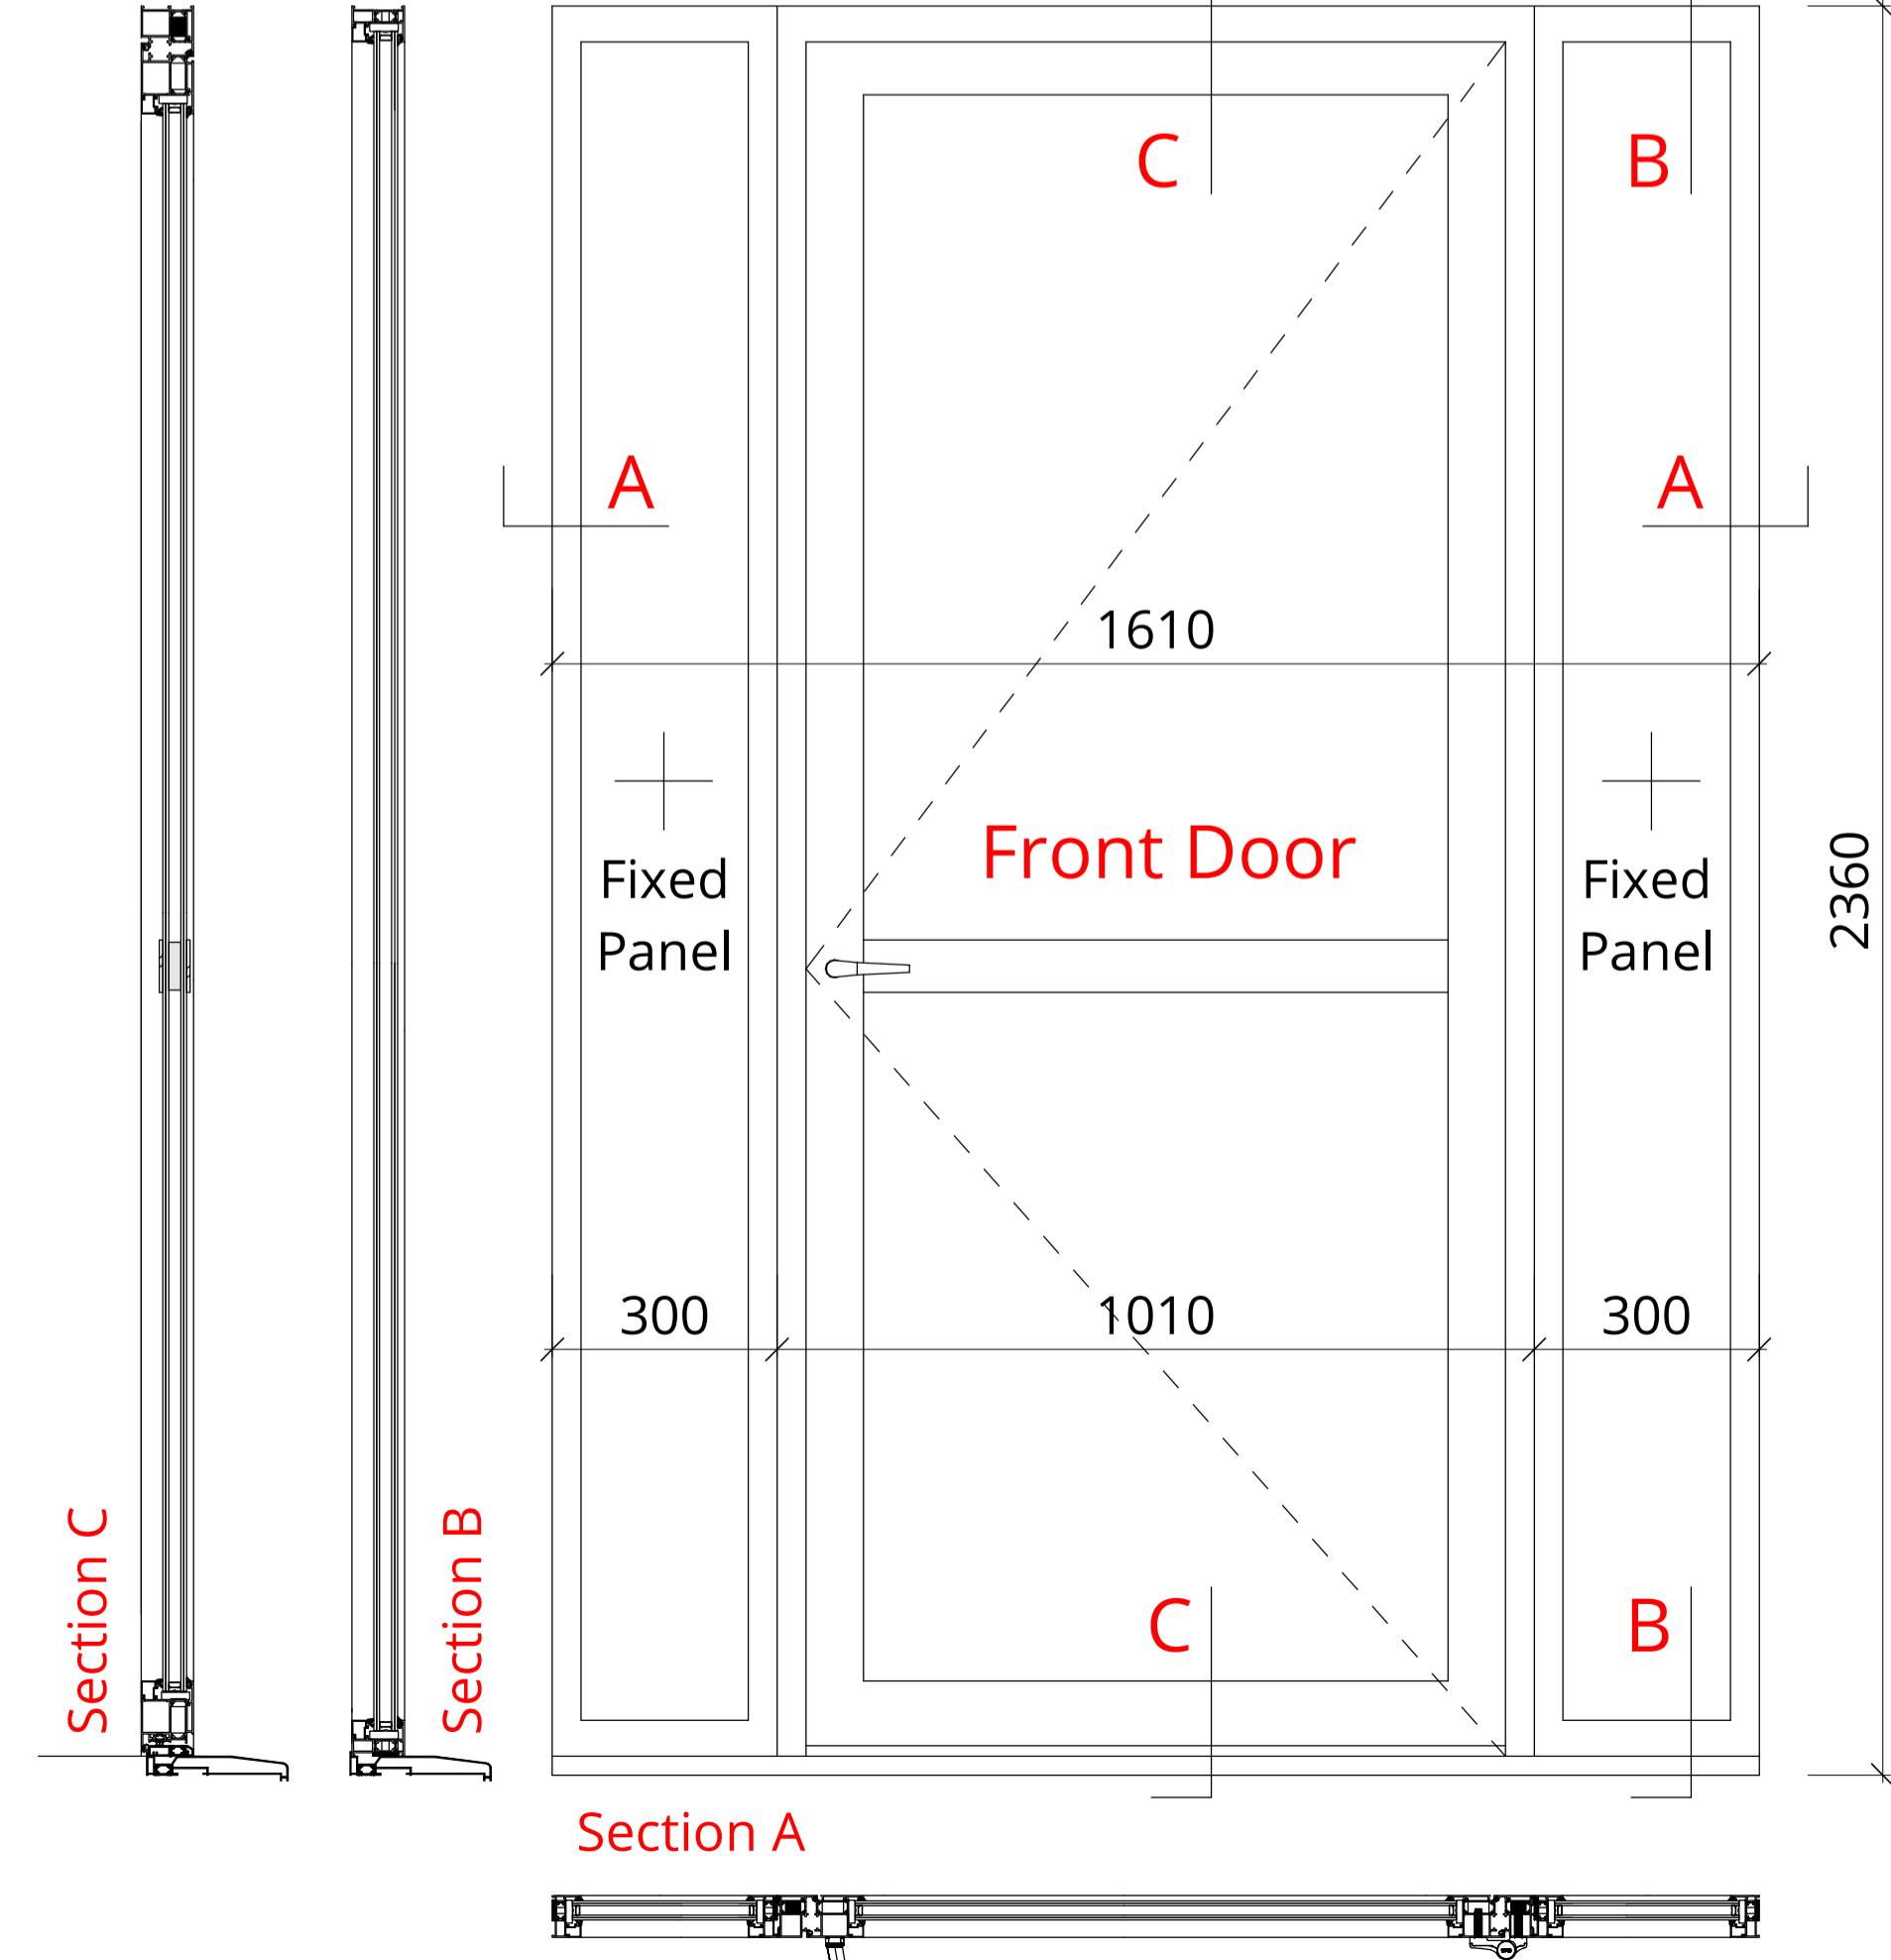 C
B
A
A
1610
Front Door
Fixed
Panel
Fixed
Panel
2360
300
1010
300
Section C
Section B
C
B
Section A